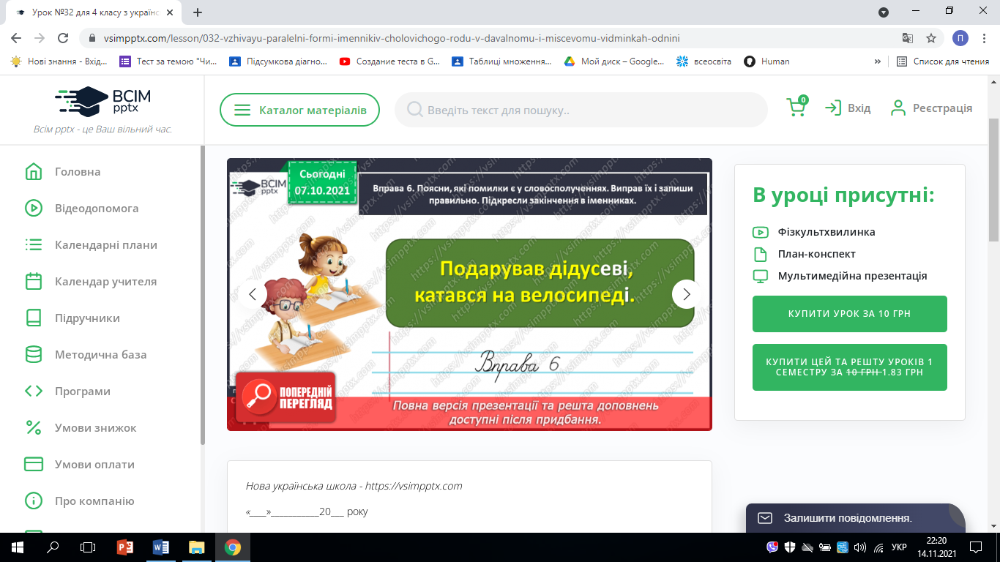 Урок №32 для 4 класу з українс
vsimpptx.com/lesson/032-vzhivayu-paralelni-formi-imennikiv-cholovichogo-rodu-v-davalnomu-i-miscevomu-vidminkah-odnini
П
Нові знання - Вхід...
Тест за темою "Чи...
Підсумкова діагно...
Создание теста в G...
Таблиці множення...
Мой диск – Google...
всеосвіта
Human
»
Список для чтения
ВСІМ
pptx
Всім pptx - це Ваш вільний час.
Каталог матеріалів
Введіть текст для пошуку..
0
Вхід
Реєстрація
Головна
Відеодопомога
Календарні плани
Календар учителя
Підручники
Методична база
Програми
Умови знижок
Умови оплати
Про компанію
ВСІМ
pptx
Сьогодні
07.10.2021
Вправа 6. Поясни, які помилки є у словосполученнях. Виправ їх і запиши
правильно. Підкресли закінчення в іменниках.
https://vsimpptx.com
Подарував дідусеві,
катався на велосипеді.
Вправа 6
ПОПЕРЕДНІЙ
ПЕРЕГЛЯД
Повна версія презентації та решта доповнень
доступні після придбання.
В уроці присутні:
Фізкультхвилинка
План-конспект
Мультимедійна презентація
КУПИТИ УРОК ЗА 10 ГРН
КУПИТИ ЦЕЙ ТА РЕШТУ УРОКІВ 1
СЕМЕСТРУ ЗА 10 ГРН 1.83 ГРН
Нова українська школа - https://vsimpptx.com
«____»____________20___ року
Залишити повідомлення.
УКР
22:20
14.11.2021